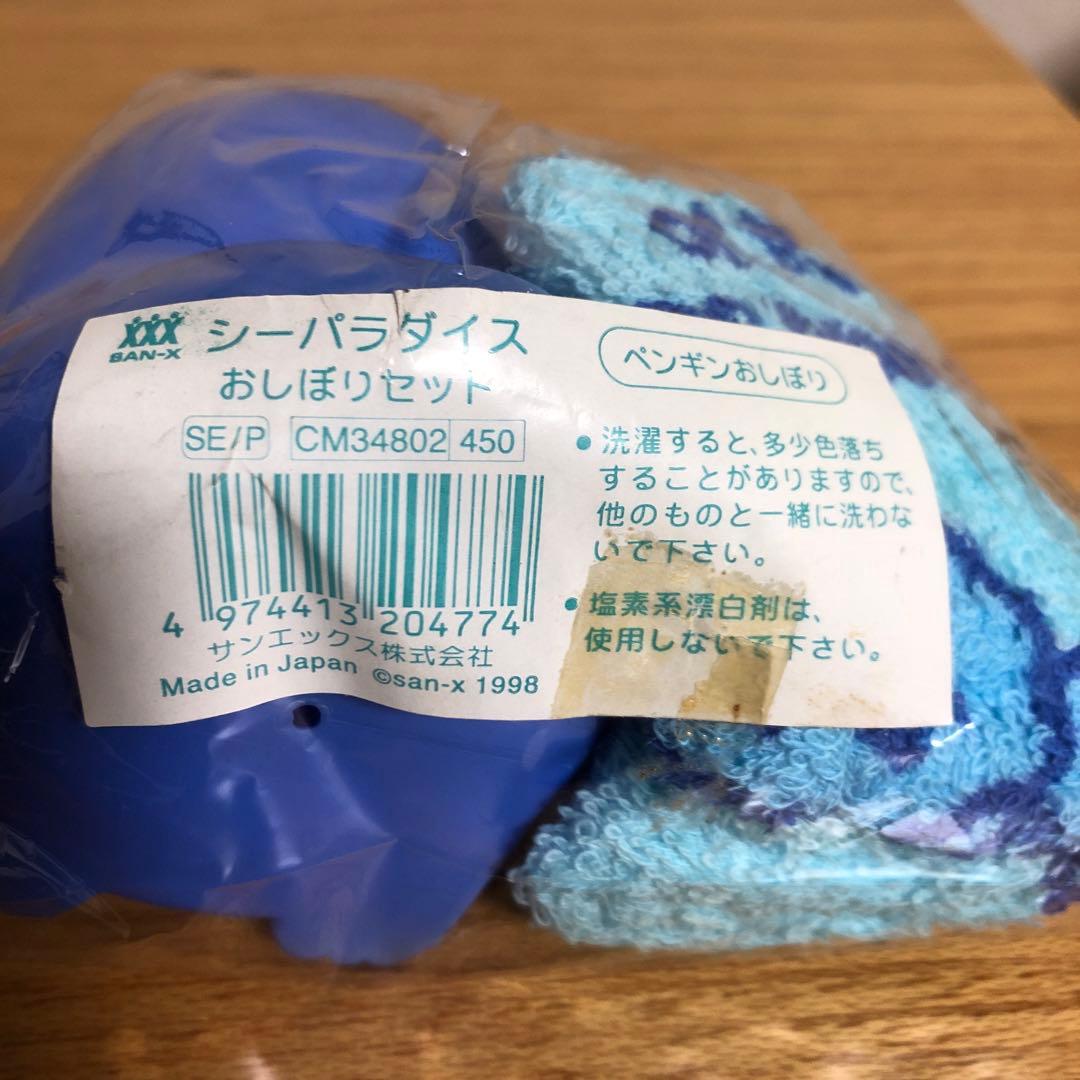 SAN-X シーパラダイス
おしぼりセット
SE/P CM34802 450
4 974413 204774
サンエックス株式会社
Made in Japan ©san-x 1998
ペンギンおしぼり
● 洗濯すると、多少色落ち
することがありますので、
他のものと一緒に洗わな
いで下さい。
● 塩素系漂白剤は、
使用しないで下さい。